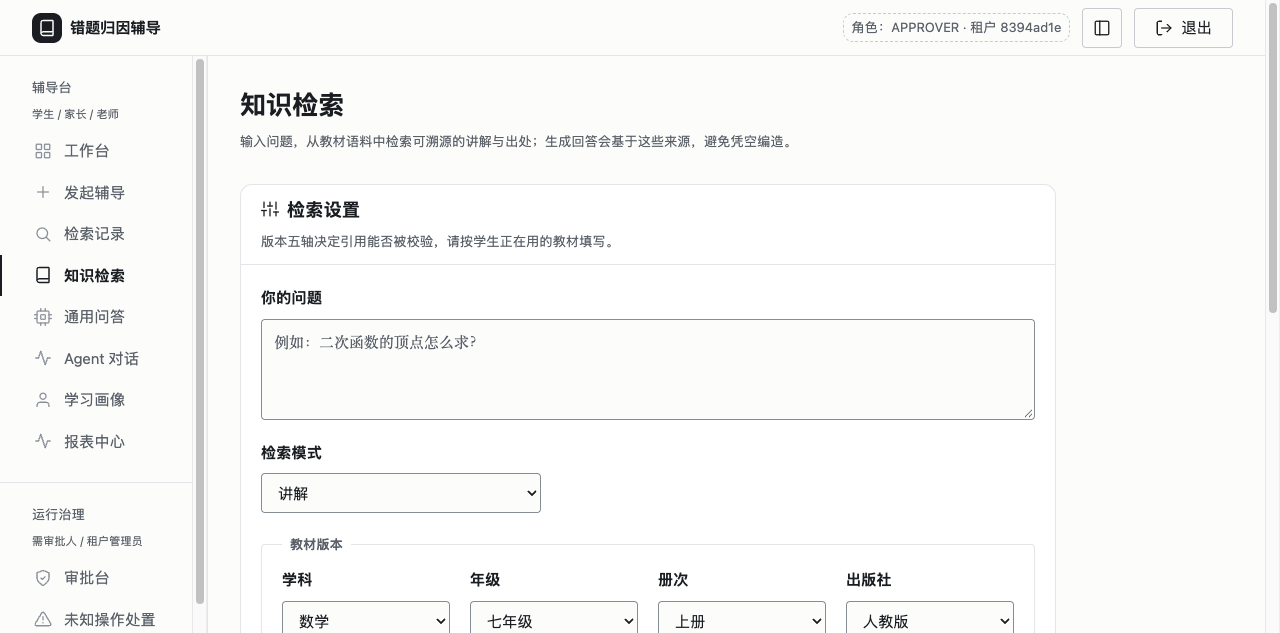 错题归因辅导
角色：APPROVER · 租户 8394ad1e
退出
辅导台
学生 / 家长 / 老师
工作台
发起辅导
检索记录
知识检索
通用问答
Agent 对话
学习画像
报表中心
运行治理
需审批人 / 租户管理员
审批台
未知操作处置
知识检索
输入问题，从教材语料中检索可溯源的讲解与出处；生成回答会基于这些来源，避免凭空编造。
检索设置
版本五轴决定引用能否被校验，请按学生正在用的教材填写。
你的问题
例如：二次函数的顶点怎么求？
检索模式
讲解
教材版本
学科
年级
册次
出版社
数学
七年级
上册
人教版